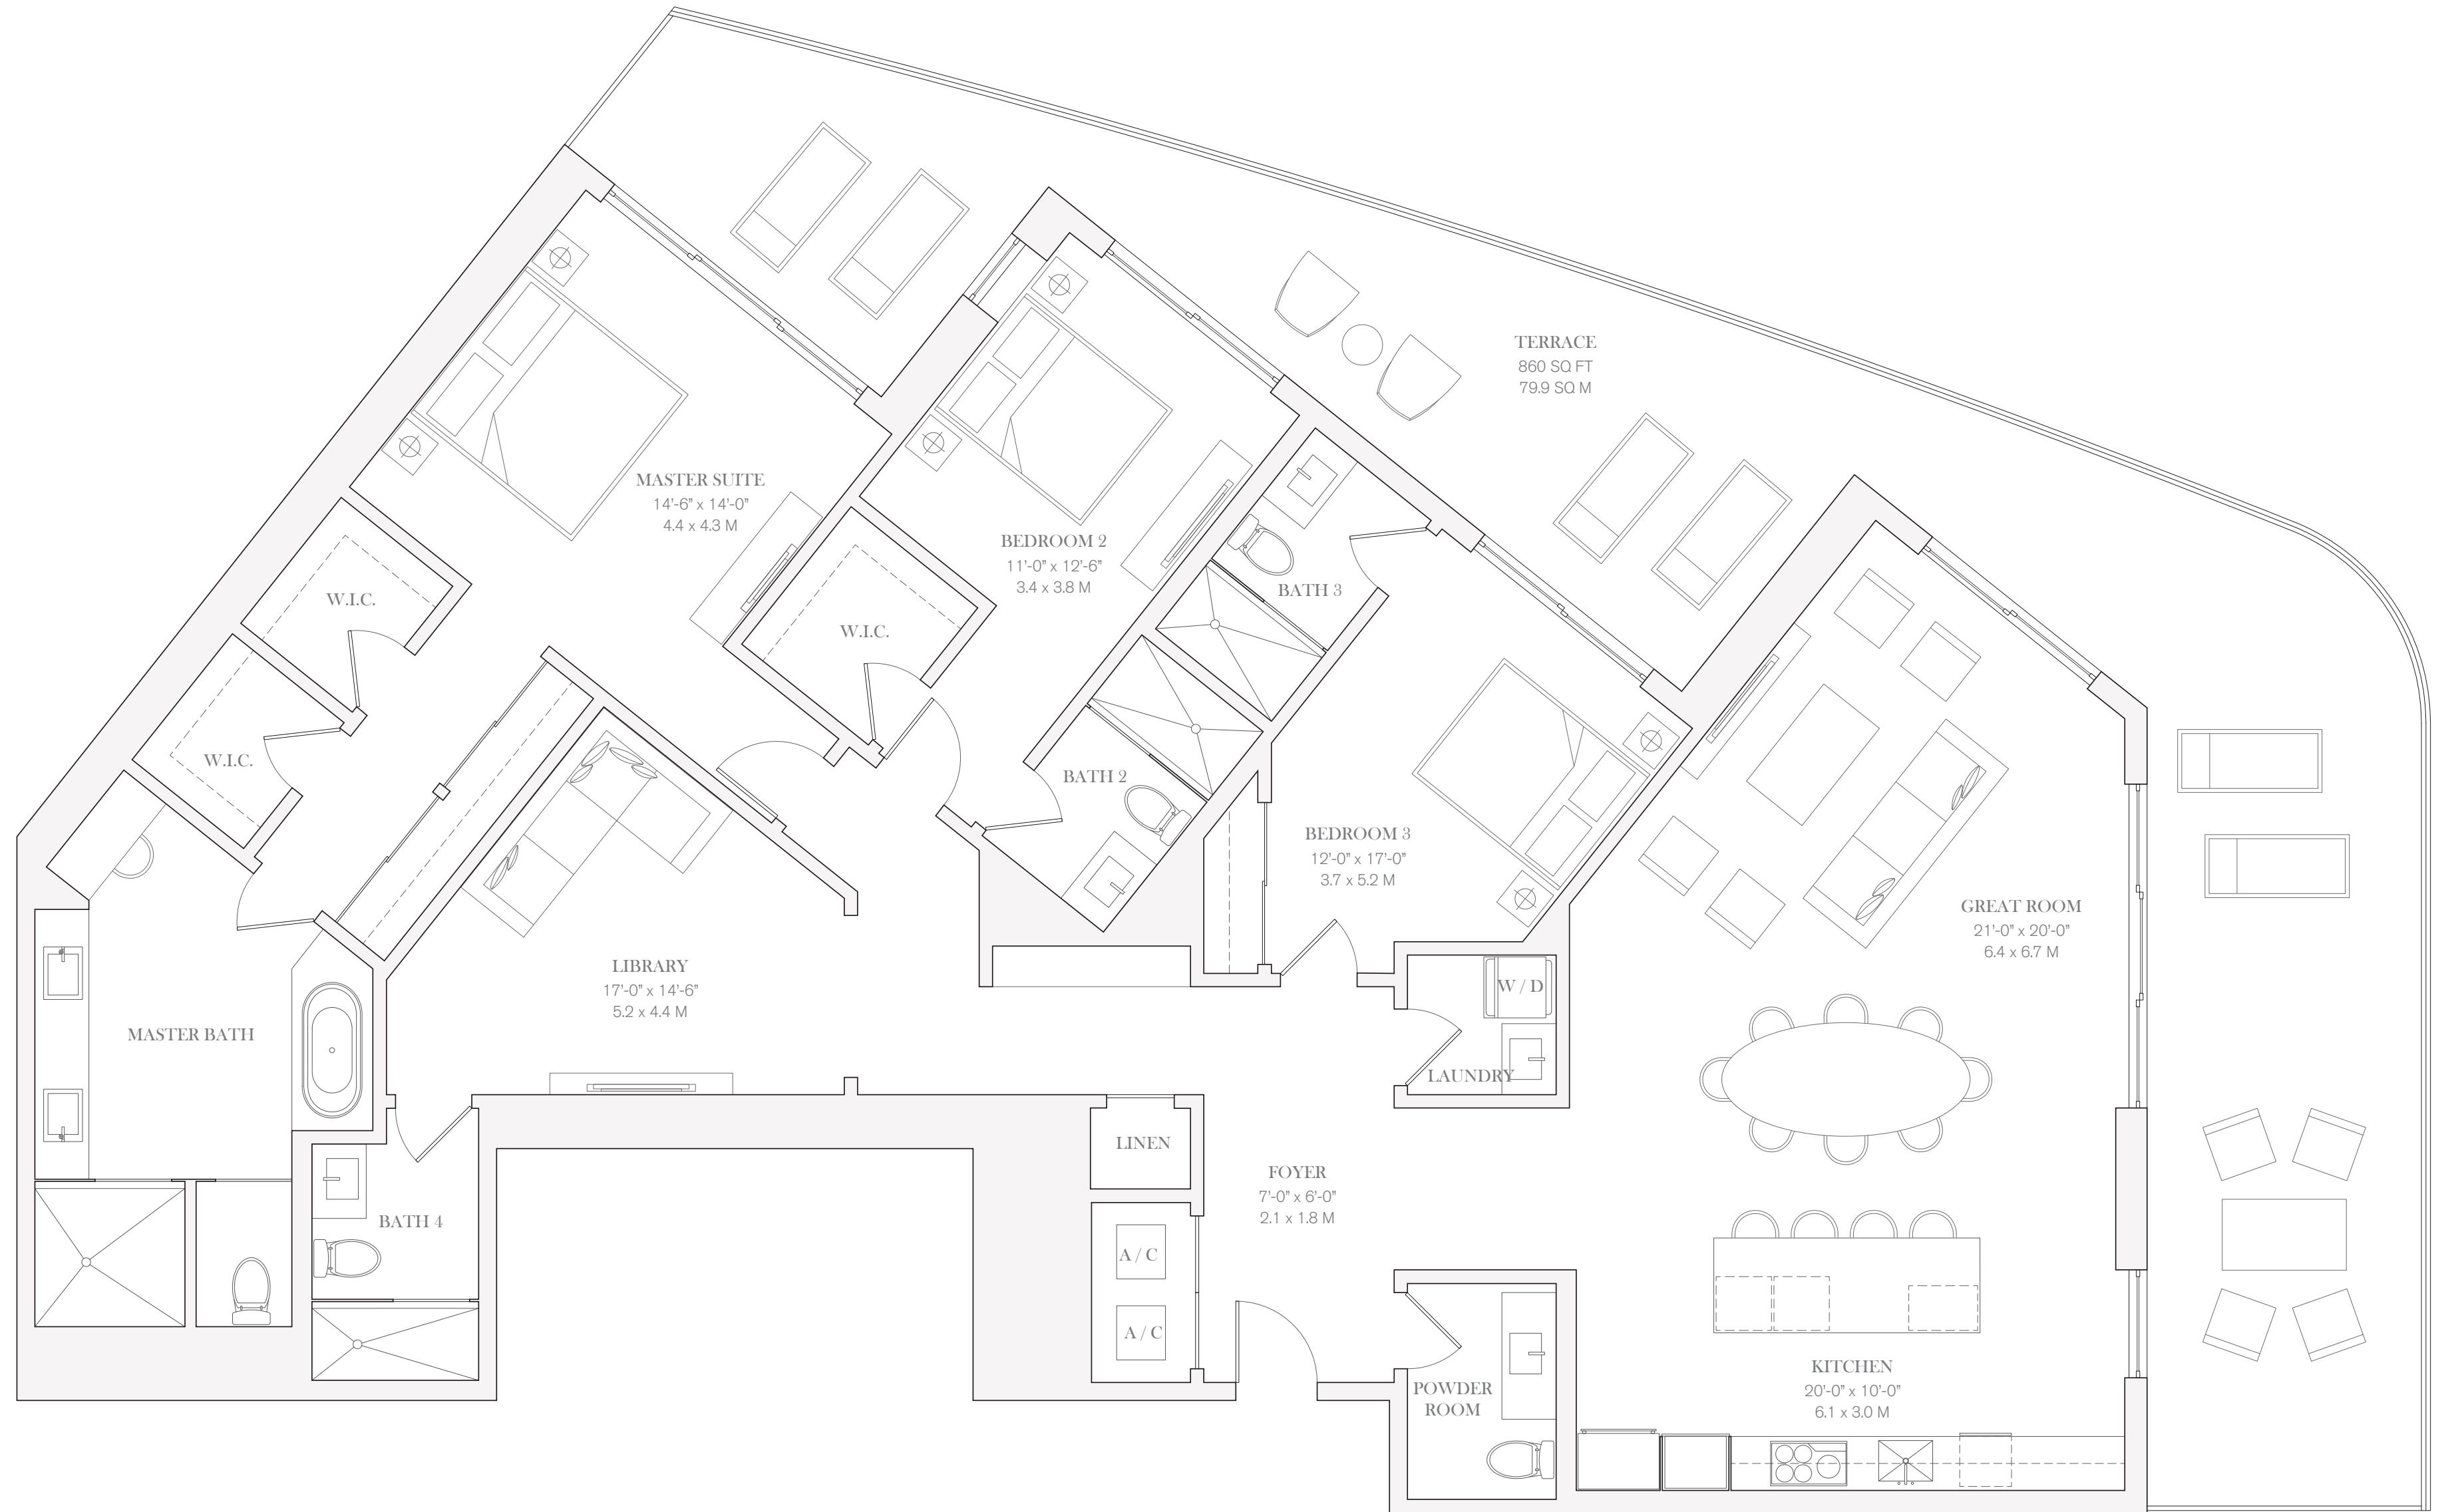 TERRACE
860 SQ FT
79.9 SQ M
MASTER SUITE
14'-6" x 14'-0"
4.4 x 4.3 M
BEDROOM 2
11'-0" x 12'-6"
3.4 x 3.8 M
BATH 3
W.I.C.
W.I.C.
W.I.C.
BATH 2
BEDROOM 3
12'-0" x 17'-0"
3.7 x 5.2 M
GREAT ROOM
21'-0" x 20'-0"
6.4 x 6.7 M
LIBRARY
17'-0" x 14'-6"
5.2 x 4.4 M
W / D
MASTER BATH
LAUNDRY
LINEN
FOYER
7'-0" x 6'-0"
2.1 x 1.8 M
BATH 4
A / C
A / C
KITCHEN
20'-0" x 10'-0"
6.1 x 3.0 M
POWDER
ROOM